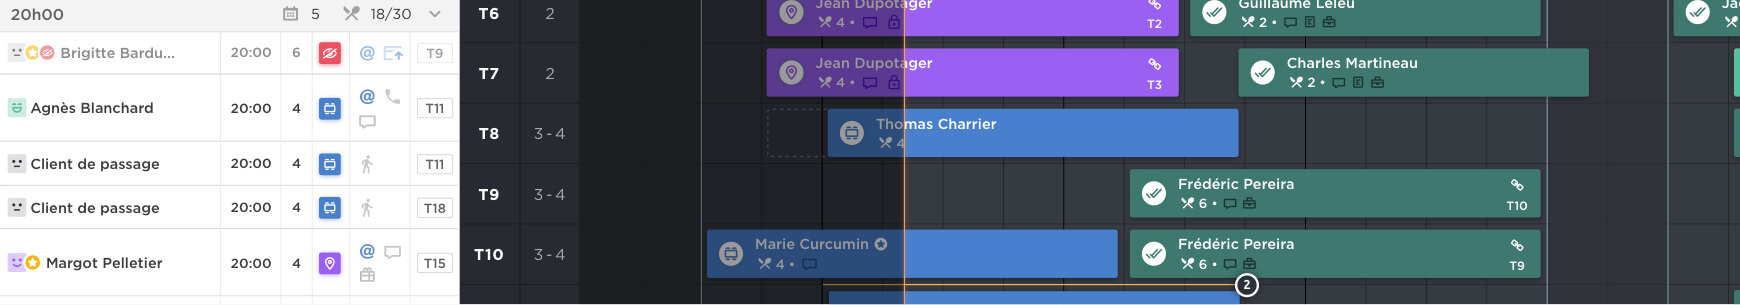 20h00 5 18/30
Brigitte Bardu... 20:00 6 @ T9
Agnès Blanchard 20:00 4 @ T11
Client de passage 20:00 4 T11
Client de passage 20:00 4 T18
Margot Pelletier 20:00 4 @ T15
T6 2
Jean Dupotager
4 •
T2
Guillaume Leleu
2 •
T7 2
Jean Dupotager
4 •
T3
Charles Martineau
2 •
T8 3-4
Thomas Charrier
4
T9 3-4
Frédéric Pereira
6 •
T10
T10 3-4
Marie Curcumin
4 •
Frédéric Pereira
6 •
T9
2